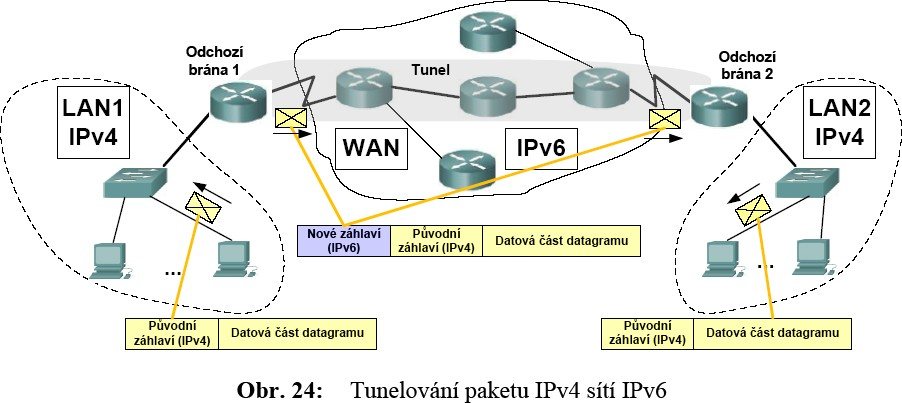 Odchozí
brána 1
Tunel
Odchozí
brána 2
LAN1
IPv4
WAN
IPv6
LAN2
IPv4
Nové záhlaví
(IPv6)
Původní
záhlaví (IPv4)
Datová část datagramu
...
...
Původní
záhlaví (IPv4)
Datová část datagramu
Původní
záhlaví (IPv4)
Datová část datagramu
Obr. 24: Tunelování paketu IPv4 sítí IPv6